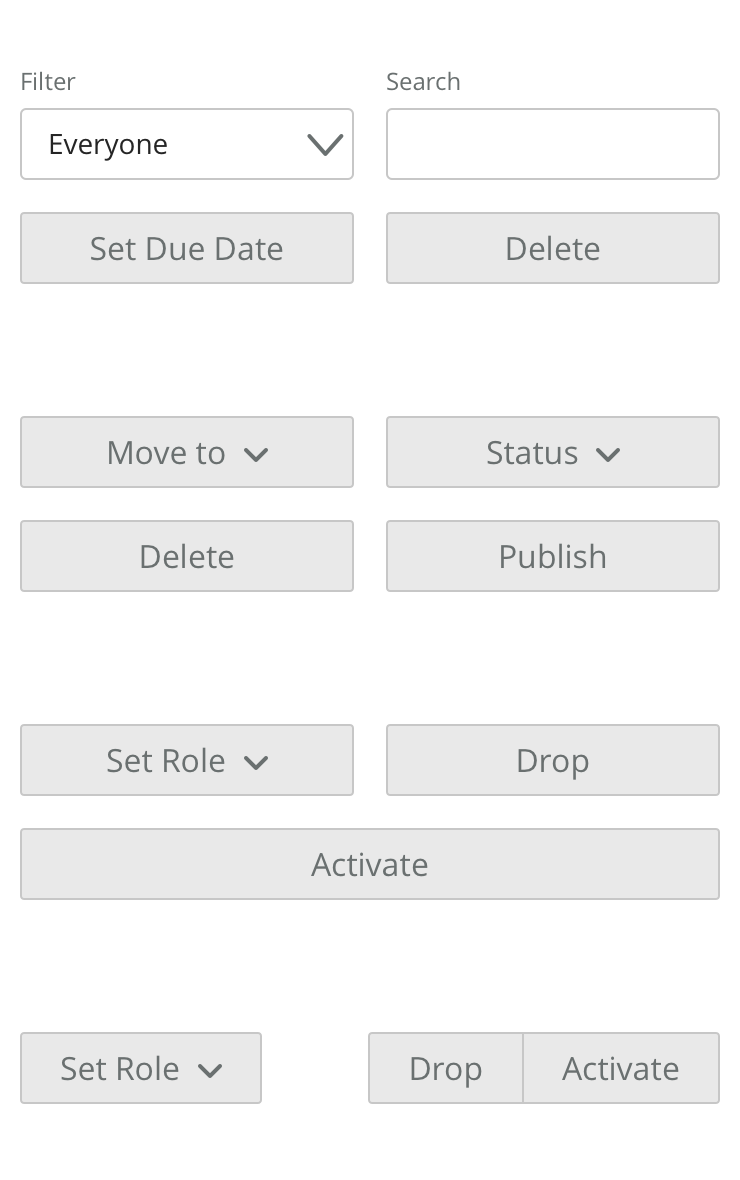 Filter
Search
Everyone
Set Due Date
Delete
Move to
Status
Delete
Publish
Set Role
Drop
Activate
Set Role
Drop
Activate